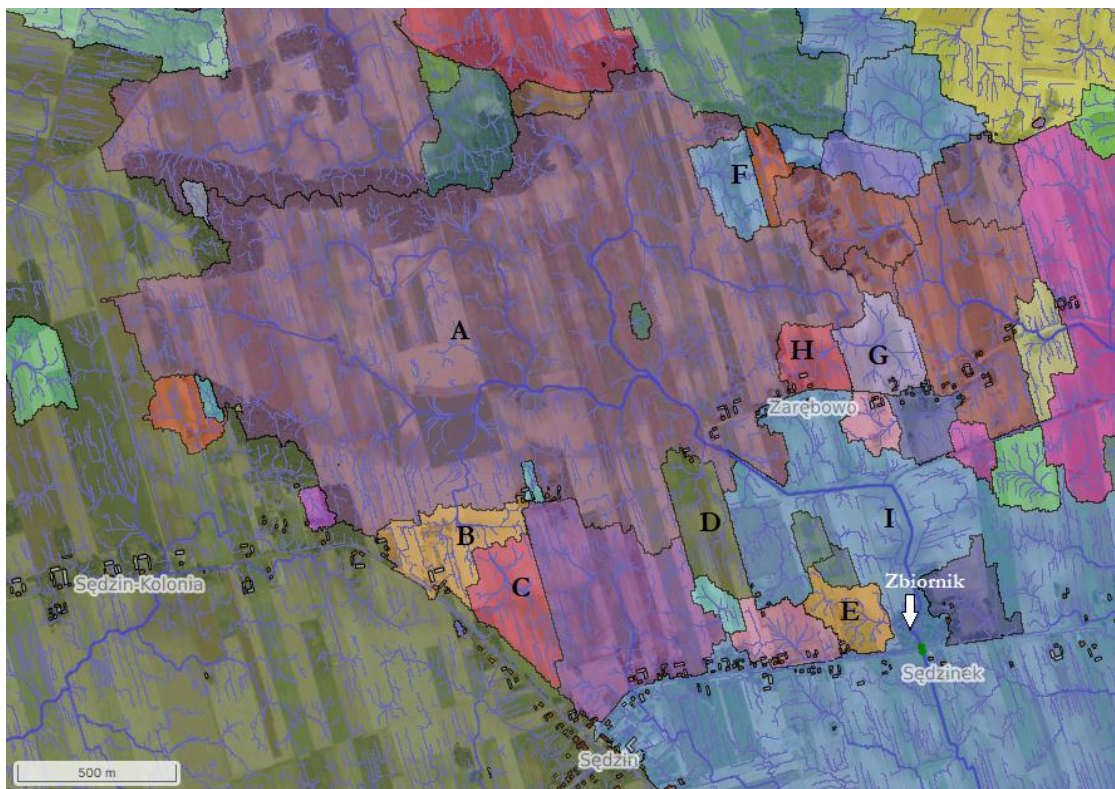 F
A
H
G
Zarębowo
B
D
I
C
Sędzin-Kolonia
Zbiornik
E
Sędzinek
Sędzin
500 m